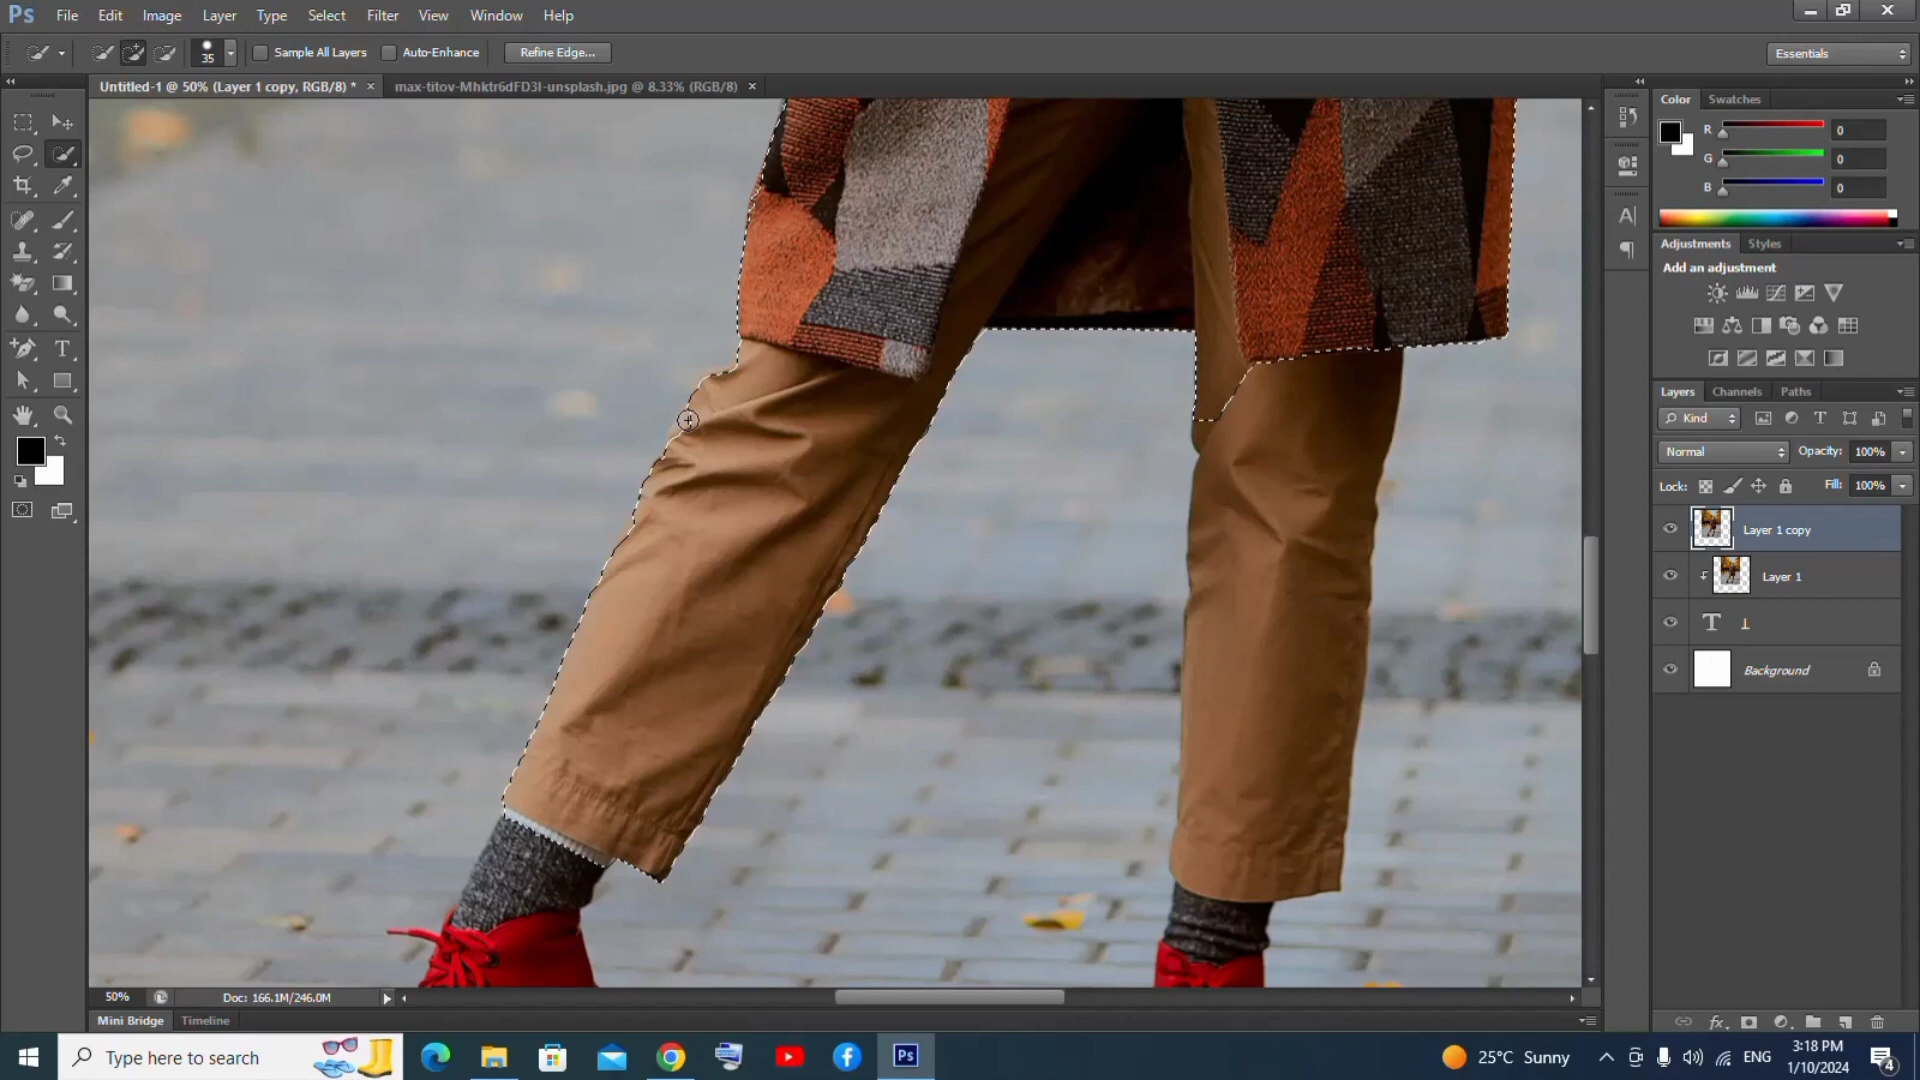 Ps File Edit Image Layer Type Select Filter View Window Help
35 Sample All Layers Auto-Enhance Refine Edge... Essentials
Untitled-1 @ 50% (Layer 1 copy, RGB/8) * × max-titov-Mhktr6dFD3I-unsplash.jpg @ 8.33% (RGB/8) ×
Color Swatches
R 0
G 0
B 0
Adjustments Styles
Add an adjustment
Layers Channels Paths
Kind T
Normal Opacity: 100%
Lock: Fill: 100%
Layer 1 copy
Layer 1
T L
Background
50% Doc: 166.1M/246.0M
Mini Bridge Timeline
fx
Type here to search
Ps
25°C Sunny ENG
3:18 PM
1/10/2024
4